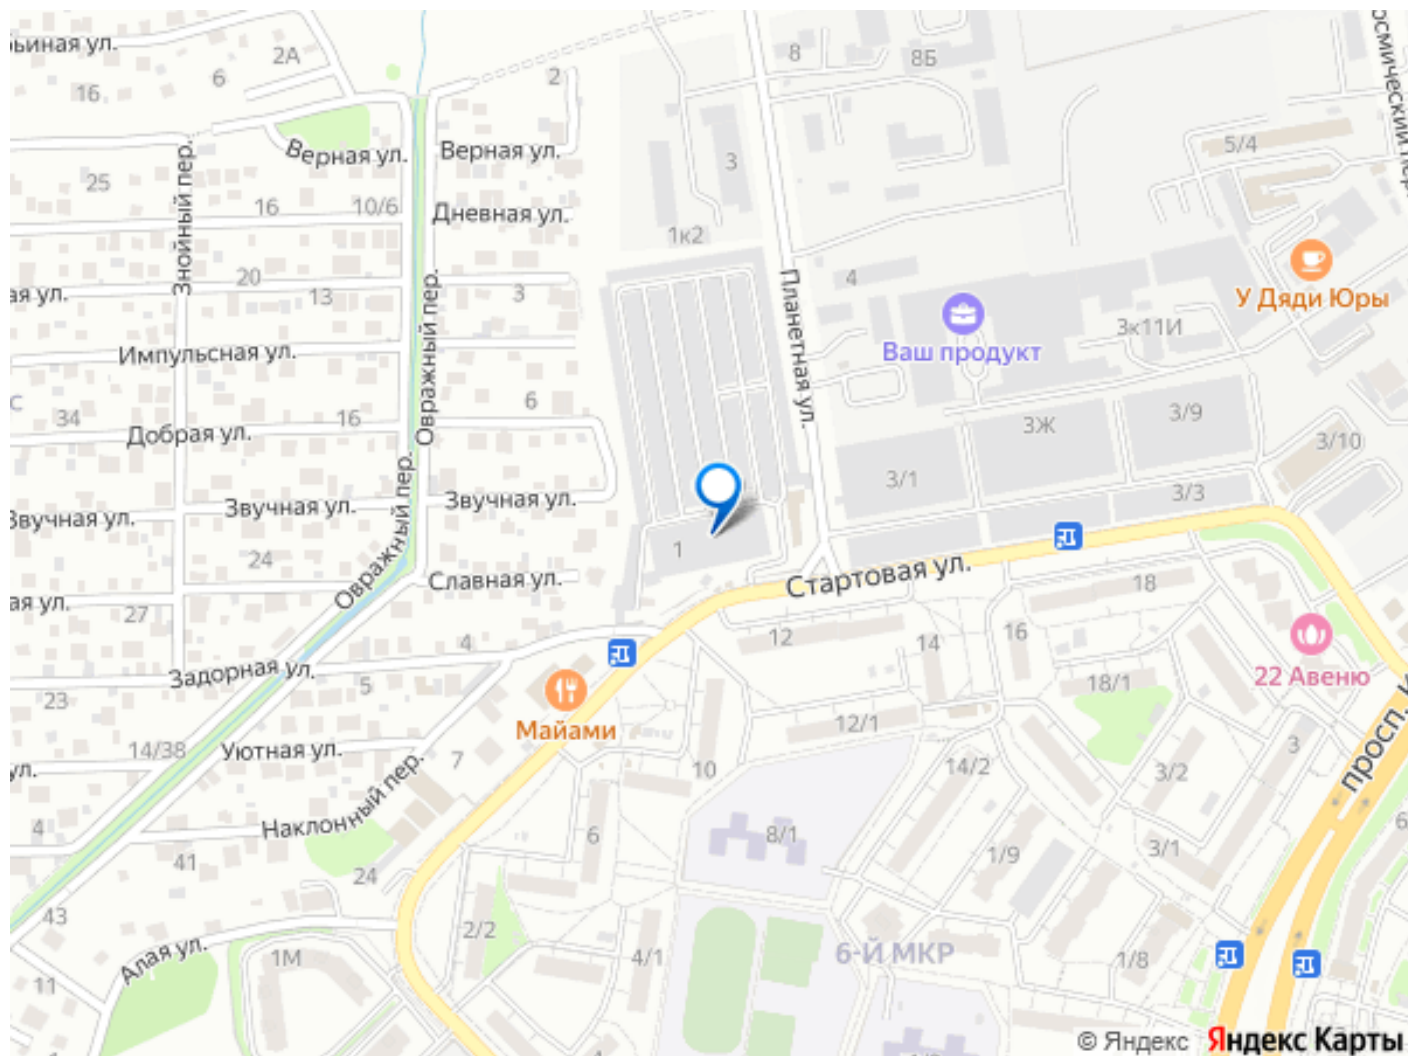 ьиная ул.
2А
6
16
2
8
8Б
осмический пер.
5/4
Знойный пер.
Верная ул.
Верная ул.
3
25
16
10/6
Дневная ул.
1к2
Планетная ул.
4
У Дяди Юры
20
13
3
ая ул.
Овражный пер.
Ваш продукт
3к11И
Импульсная ул.
С
34
16
6
Добрая ул.
3Ж
3/9
3/10
3/1
3/3
Звучная ул.
Звучная ул.
Звучная ул.
Овражный пер.
24
1
Славная ул.
Стартовая ул.
18
ая ул.
27
12
14
16
4
Задорная ул.
5
23
22 Авеню
18/1
Майами
12/1
14/38
Уютная ул.
7
10
14/2
3/2
3
просп. И
ул.
4
Наклонный пер.
6
8/1
1/9
3/1
6
41
24
43
2/2
4/1
6-Й МКР
1/8
Алая ул.
1М
11
1
© Яндекс Яндекс Карты